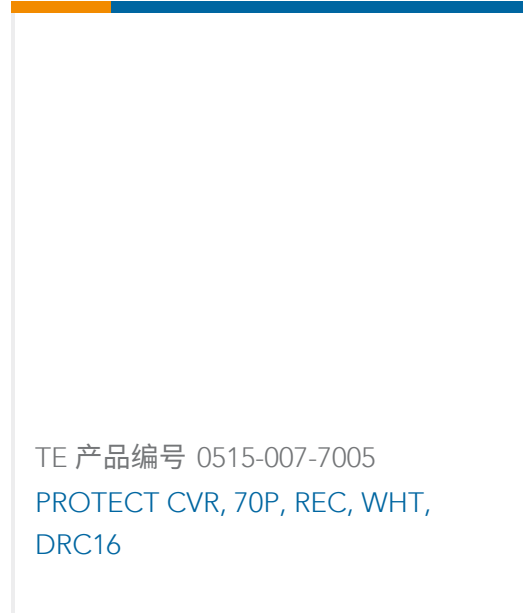 TE 产品编号 0515-007-7005
PROTECT CVR, 70P, REC, WHT,
DRC16